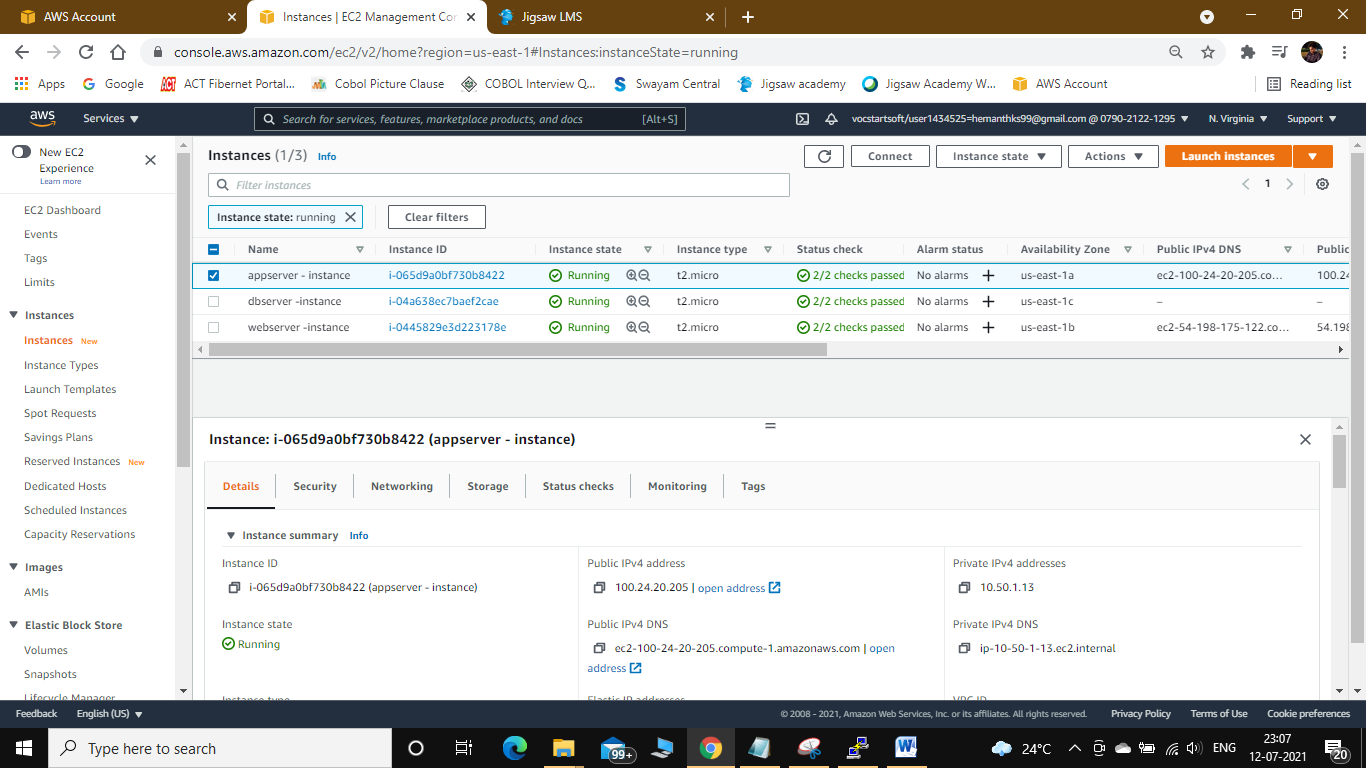 AWS Account
Instances | EC2 Management Con
Jigsaw LMS
console.aws.amazon.com/ec2/v2/home?region=us-east-1#Instances:instanceState=running
Apps Google ACT Fibernet Portal... Cobol Picture Clause COBOL Interview Q... Swayam Central Jigsaw academy Jigsaw Academy W... AWS Account Reading list
aws Services Search for services, features, marketplace products, and docs [Alt+S] vocstartsoft/user1434525=hemanthks99@gmail.com @ 0790-2122-1295 N. Virginia Support
New EC2
Experience
Learn more
EC2 Dashboard
Events
Tags
Limits
Instances
Instances New
Instance Types
Launch Templates
Spot Requests
Savings Plans
Reserved Instances New
Dedicated Hosts
Scheduled Instances
Capacity Reservations
Images
AMIs
Elastic Block Store
Volumes
Snapshots
Lifecycle Manager
Instances (1/3) Info
Connect Instance state Actions Launch instances
Filter instances
1
Instance state: running Clear filters
Name Instance ID Instance state Instance type Status check Alarm status Availability Zone Public IPv4 DNS Public
appserver - instance i-065d9a0bf730b8422 Running t2.micro 2/2 checks passed No alarms + us-east-1a ec2-100-24-20-205.co... 100.24
dbserver -instance i-04a638ec7baef2cae Running t2.micro 2/2 checks passed No alarms + us-east-1c – –
webserver -instance i-0445829e3d223178e Running t2.micro 2/2 checks passed No alarms + us-east-1b ec2-54-198-175-122.co... 54.198
Instance: i-065d9a0bf730b8422 (appserver - instance)
Details Security Networking Storage Status checks Monitoring Tags
Instance summary Info
Instance ID
i-065d9a0bf730b8422 (appserver - instance)
Public IPv4 address
100.24.20.205 | open address
Private IPv4 addresses
10.50.1.13
Instance state
Running
Public IPv4 DNS
ec2-100-24-20-205.compute-1.amazonaws.com | open
address
Private IPv4 DNS
ip-10-50-1-13.ec2.internal
Instance type Elastic IP addresses VPC ID
Feedback English (US) © 2008 - 2021, Amazon Web Services, Inc. or its affiliates. All rights reserved. Privacy Policy Terms of Use Cookie preferences
Type here to search
99+
24°C
ENG
23:07
12-07-2021
20